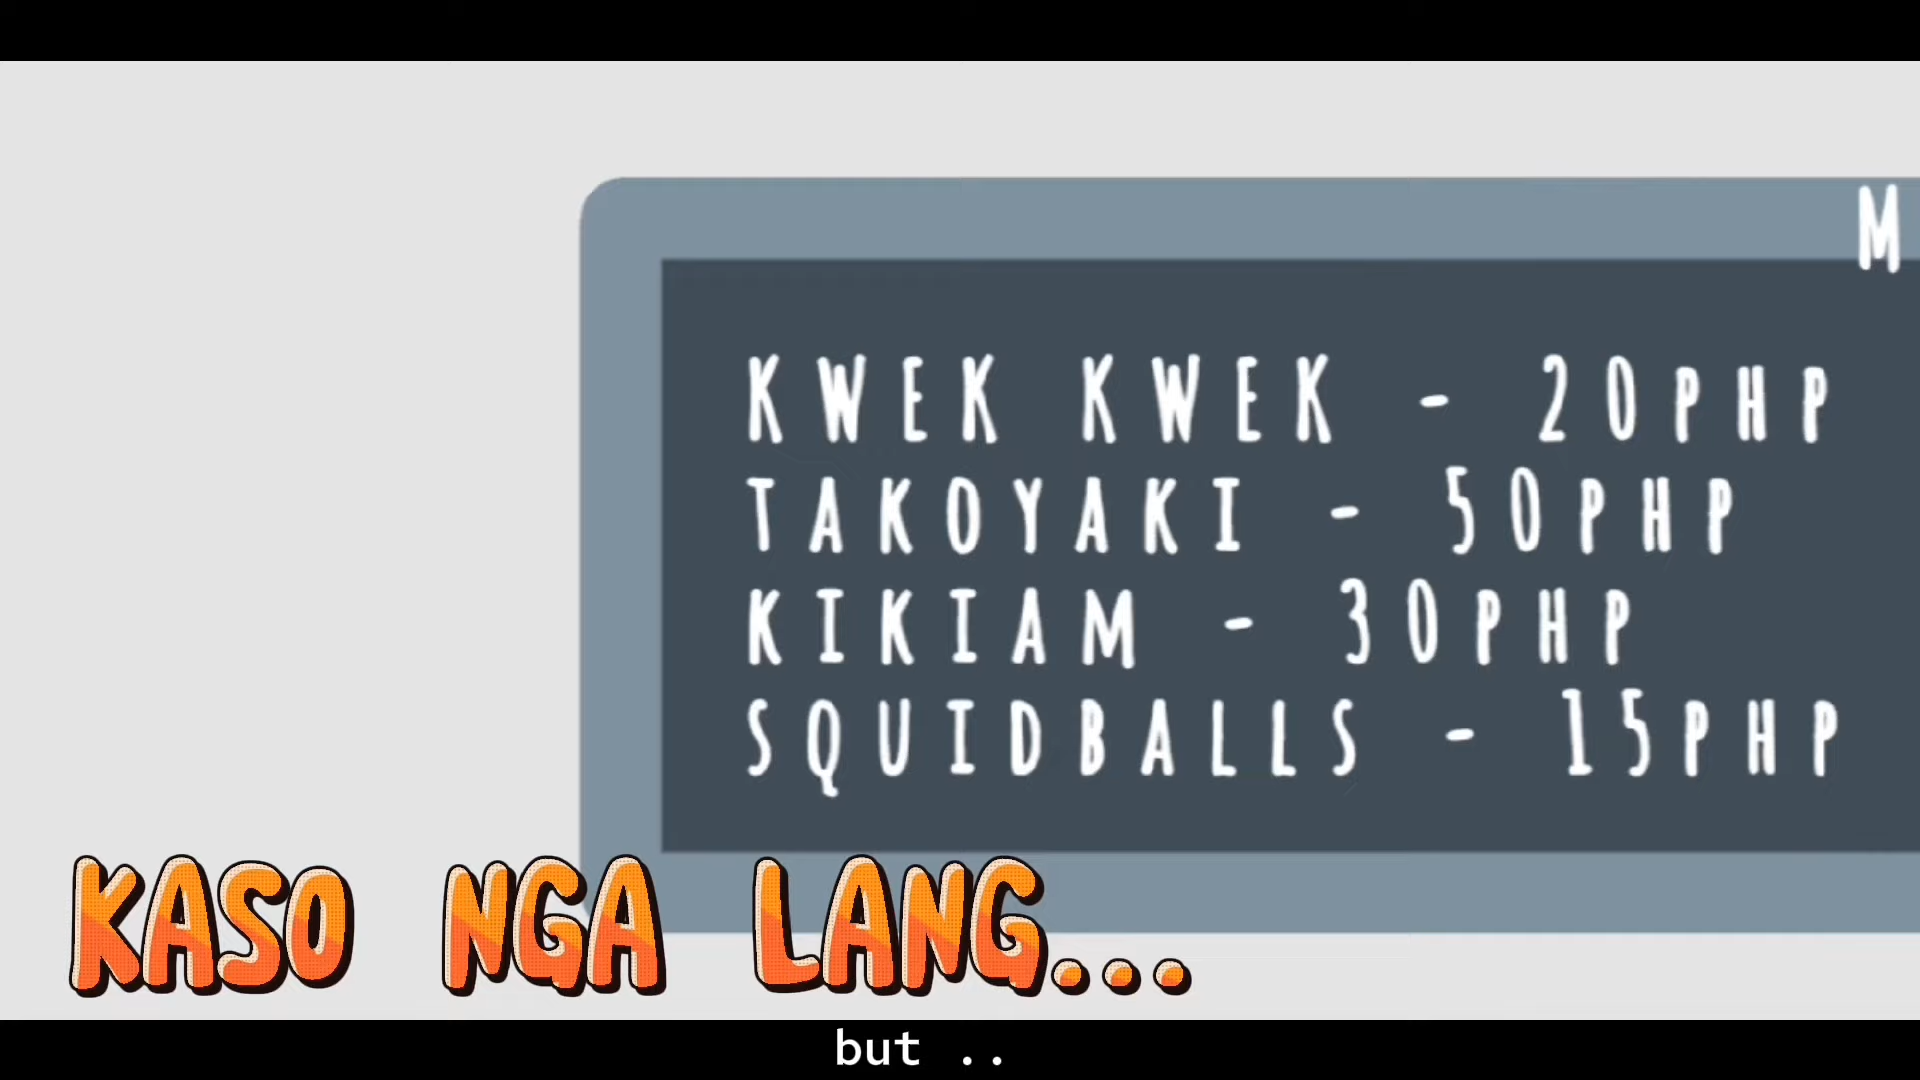 M
KWEK KWEK - 20PHP
TAKOYAKI - 50PHP
KIKIAM - 30PHP
SQUIDBALLS - 15PHP
KASO NGA LANG...
but ..